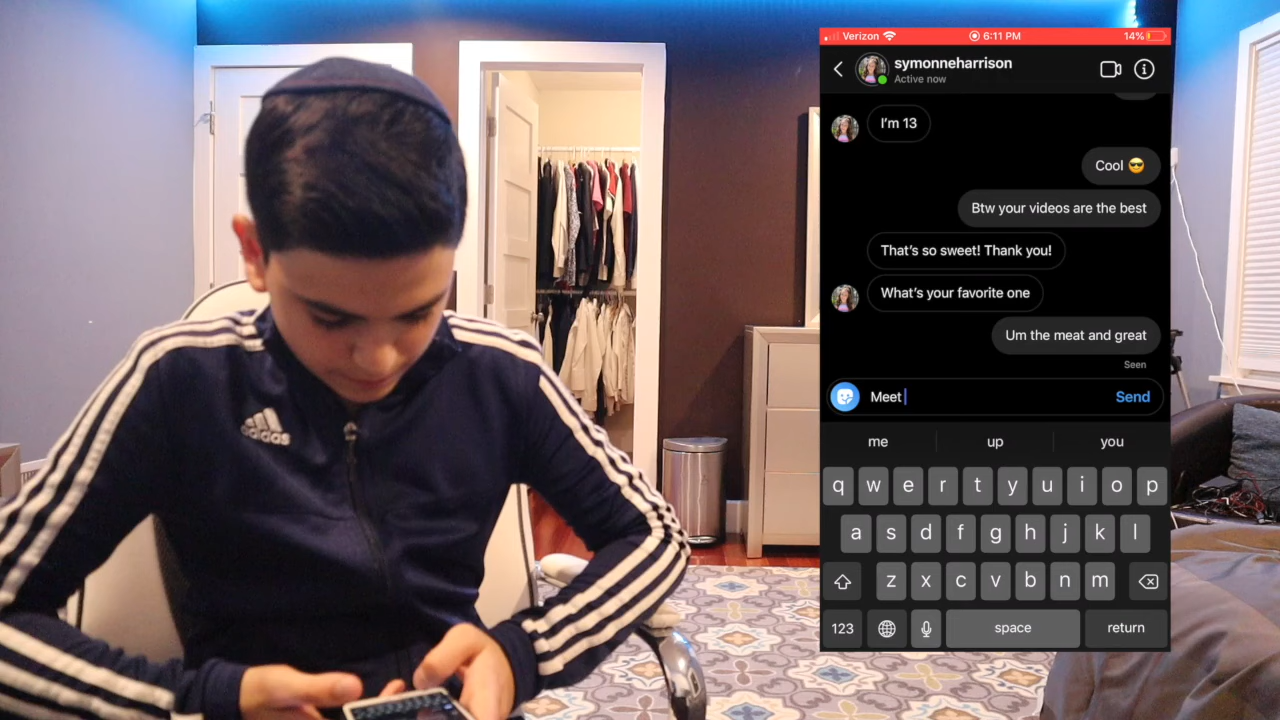 Verizon 6:11 PM 14%
symonneharrison
Active now
I'm 13
Cool 😎
Btw your videos are the best
That's so sweet! Thank you!
What's your favorite one
Um the meat and great
Seen
Meet Send
me up you
q w e r t y u i o p
a s d f g h j k l
z x c v b n m
123 space return
adidas